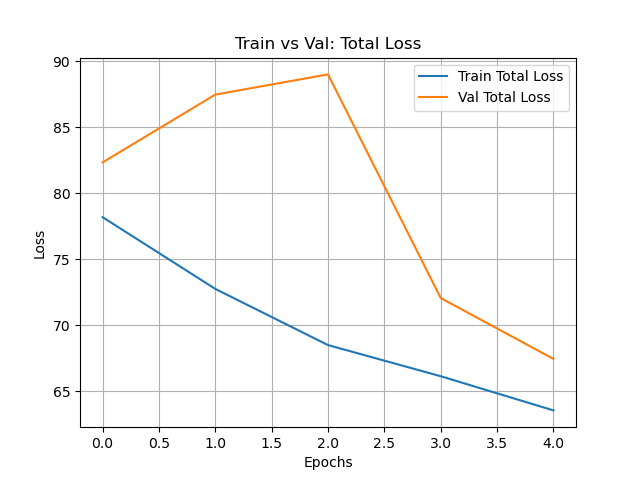 Train vs Val: Total Loss
Train Total Loss
Val Total Loss
90
85
80
75
70
65
Loss
0.0 0.5 1.0 1.5 2.0 2.5 3.0 3.5 4.0
Epochs